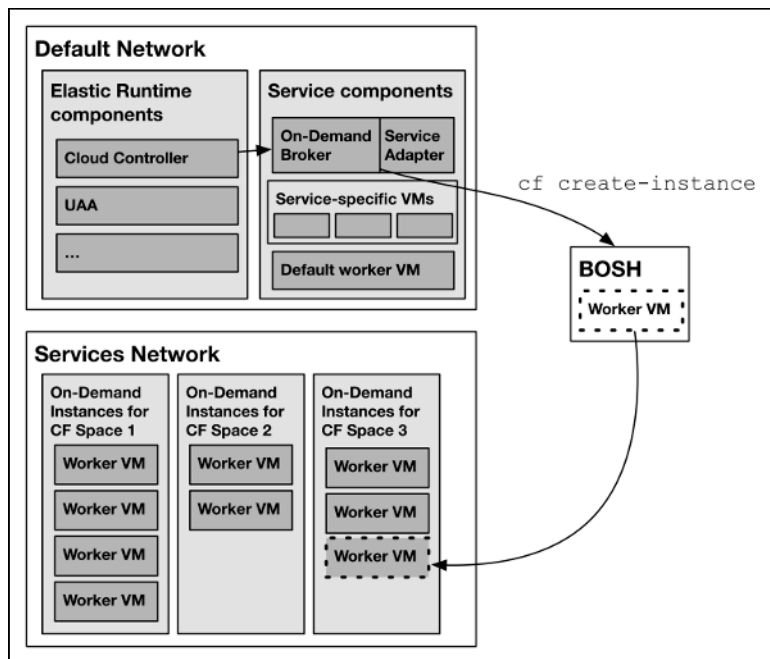 Default Network
Elastic Runtime
components
Cloud Controller
UAA
...
Service components
On-Demand
Broker
Service
Adapter
Service-specific VMs
Default worker VM
cf create-instance
BOSH
Worker VM
Services Network
On-Demand
Instances for
CF Space 1
Worker VM
Worker VM
Worker VM
Worker VM
On-Demand
Instances for
CF Space 2
Worker VM
Worker VM
On-Demand
Instances for
CF Space 3
Worker VM
Worker VM
Worker VM